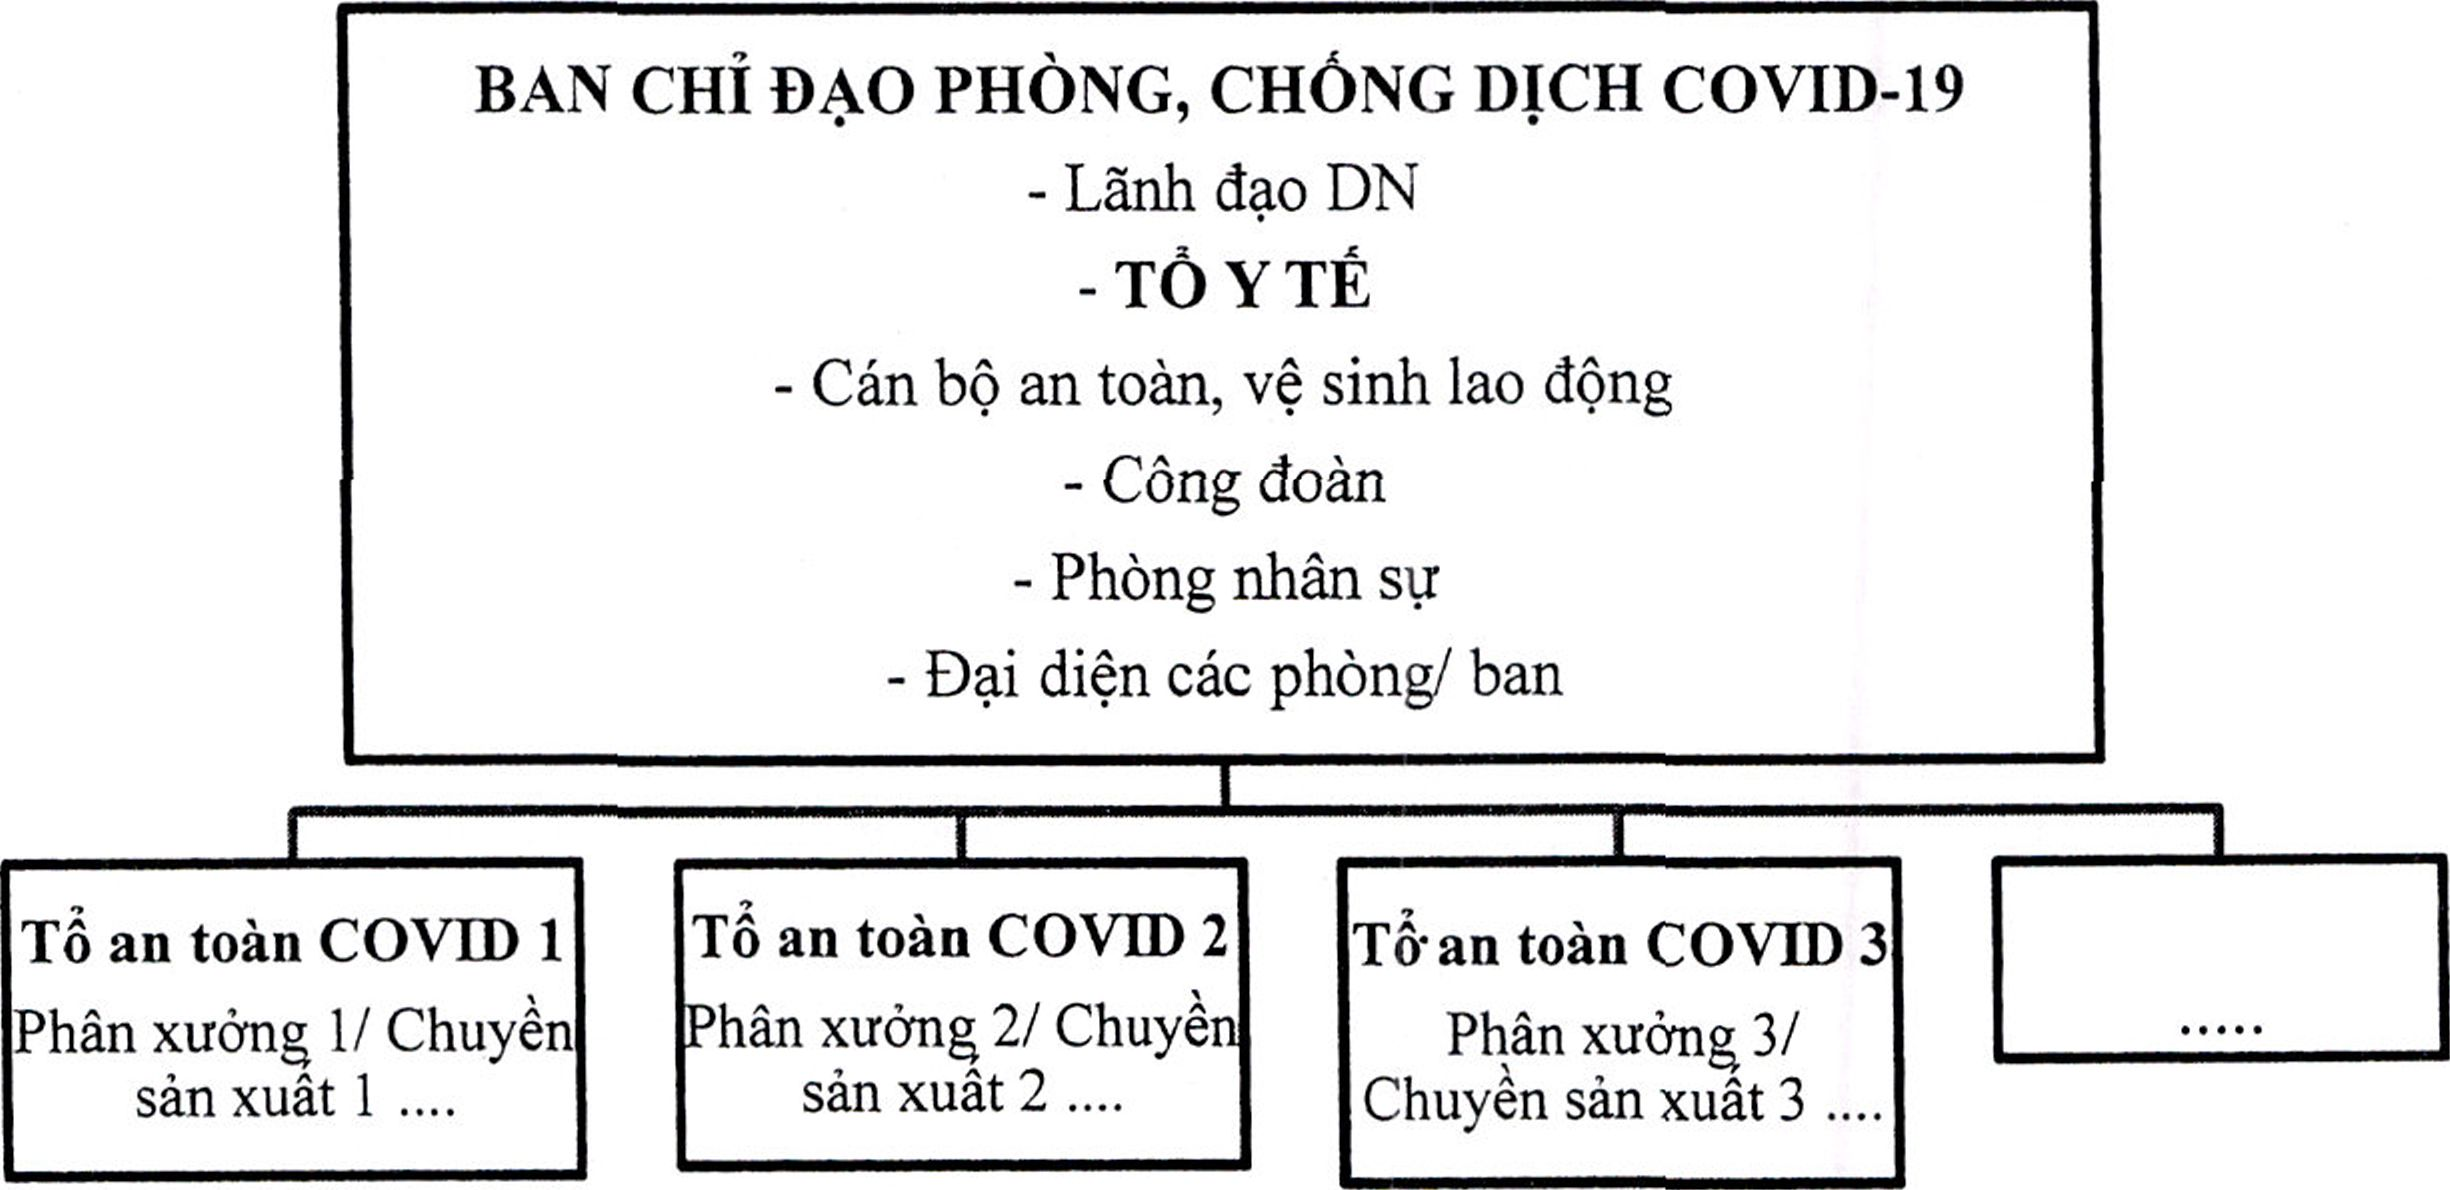 BAN CHỈ ĐẠO PHÒNG, CHỐNG DỊCH COVID-19
- Lãnh đạo DN
- TỔ Y TẾ
- Cán bộ an toàn, vệ sinh lao động
- Công đoàn
- Phòng nhân sự
- Đại diện các phòng/ ban
Tổ an toàn COVID 1
Phân xưởng 1/ Chuyền
sản xuất 1 ....
Tổ an toàn COVID 2
Phân xưởng 2/ Chuyền
sản xuất 2 ....
Tổ an toàn COVID 3
Phân xưởng 3/
Chuyền sản xuất 3 ....
.....